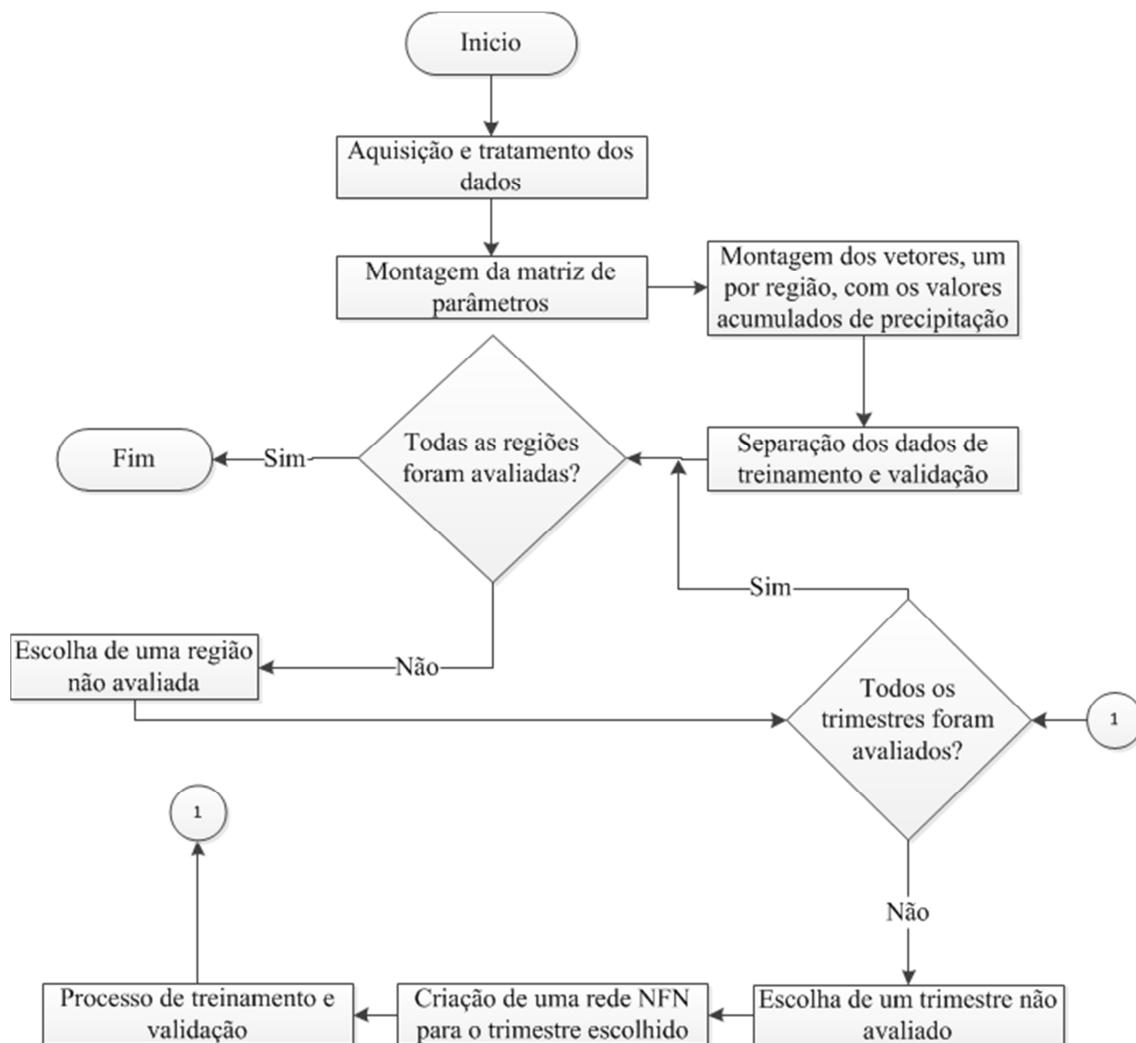 Inicio
Aquisição e tratamento dos
dados
Montagem da matriz de
parâmetros
Montagem dos vetores, um
por região, com os valores
acumulados de precipitação
Separação dos dados de
treinamento e validação
Todas as regiões
foram avaliadas?
Sim
Fim
Não
Escolha de uma região
não avaliada
Sim
Todos os
trimestres foram
avaliados?
1
Não
Escolha de um trimestre não
avaliado
Criação de uma rede NFN
para o trimestre escolhido
Processo de treinamento e
validação
1